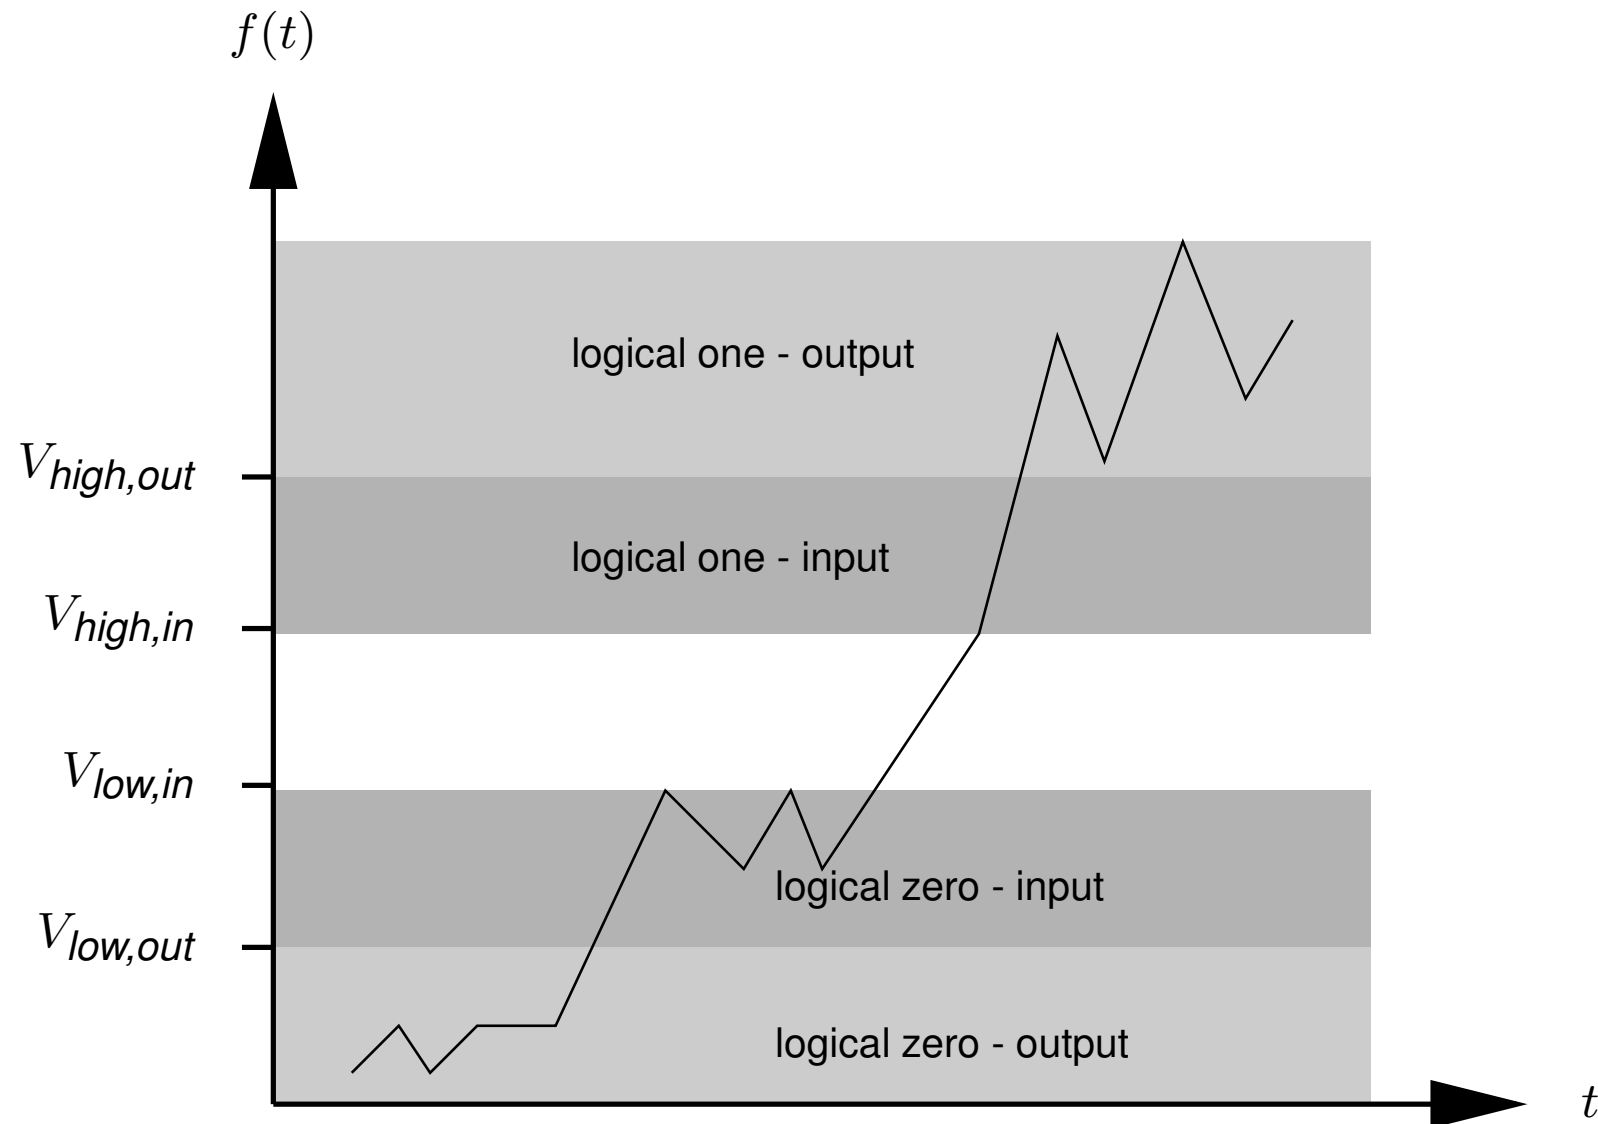 f(t)
logical one - output
V_high,out
logical one - input
V_high,in
V_low,in
logical zero - input
V_low,out
logical zero - output
t